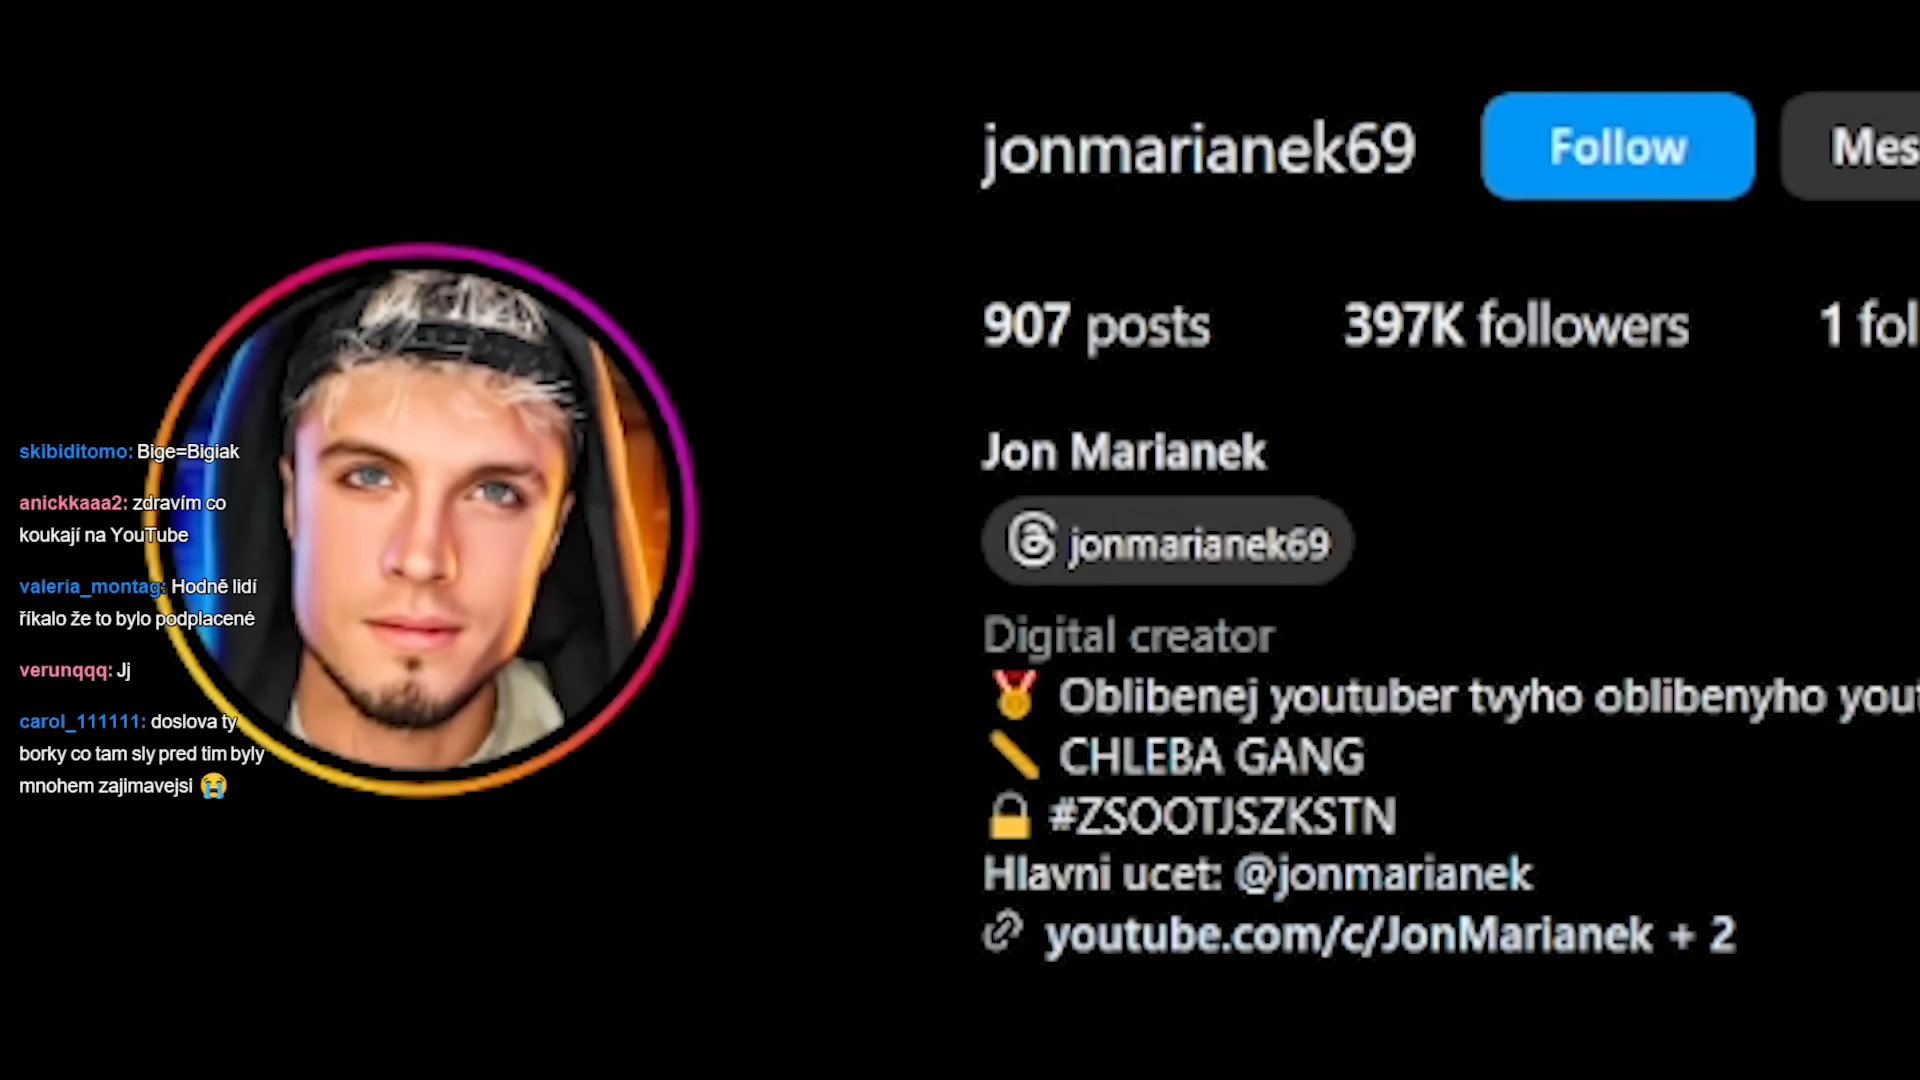 jonmarianek69 Follow Mes
907 posts 397K followers 1 fol
Jon Marianek
jonmarianek69
Digital creator
Oblibenej youtuber tvyho oblibenyho yout
CHLEBA GANG
#ZSOOTJSZKSTN
Hlavni ucet: @jonmarianek
youtube.com/c/JonMarianek + 2
skibiditomo: Bige=Bigiak
anickkaaa2: zdravím co
koukají na YouTube
valeria_montag: Hodně lidí
říkalo že to bylo podplacené
verunqqq: Jj
carol_111111: doslova ty
borky co tam sly pred tim byly
mnohem zajimavejsi 😭